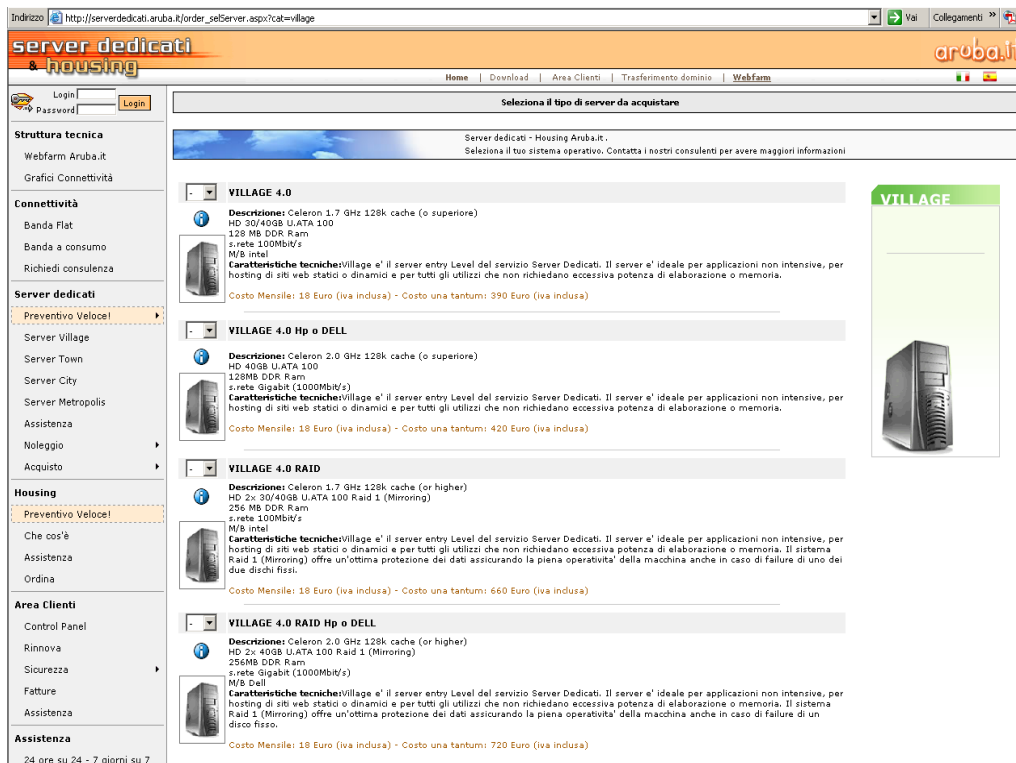 Indirizzo http://serverdedicati.aruba.it/order_selServer.aspx?cat=village Vai Collegamenti »
server dedicati
& housing
aruba.it
Home | Download | Area Clienti | Trasferimento dominio | Webfarm
Login
Password
Login
Struttura tecnica
Webfarm Aruba.it
Grafici Connettività
Connettività
Banda Flat
Banda a consumo
Richiedi consulenza
Server dedicati
Preventivo Veloce!
Server Village
Server Town
Server City
Server Metropolis
Assistenza
Noleggio
Acquisto
Housing
Preventivo Veloce!
Che cos'è
Assistenza
Ordina
Area Clienti
Control Panel
Rinnova
Sicurezza
Fatture
Assistenza
Assistenza
24 ore su 24 - 7 giorni su 7
Seleziona il tipo di server da acquistare
Server dedicati - Housing Aruba.it .
Seleziona il tuo sistema operativo. Contatta i nostri consulenti per avere maggiori informazioni
- VILLAGE 4.0
Descrizione: Celeron 1.7 GHz 128k cache (o superiore)
HD 30/40GB U.ATA 100
128 MB DDR Ram
s.rete 100Mbit/s
M/B intel
Caratteristiche tecniche:Village e' il server entry Level del servizio Server Dedicati. Il server e' ideale per applicazioni non intensive, per
hosting di siti web statici o dinamici e per tutti gli utilizzi che non richiedano eccessiva potenza di elaborazione o memoria.
Costo Mensile: 18 Euro (iva inclusa) - Costo una tantum: 390 Euro (iva inclusa)
- VILLAGE 4.0 Hp o DELL
Descrizione: Celeron 2.0 GHz 128k cache (o superiore)
HD 40GB U.ATA 100
128MB DDR Ram
s.rete Gigabit (1000Mbit/s)
Caratteristiche tecniche:Village e' il server entry Level del servizio Server Dedicati. Il server e' ideale per applicazioni non intensive, per
hosting di siti web statici o dinamici e per tutti gli utilizzi che non richiedano eccessiva potenza di elaborazione o memoria.
Costo Mensile: 18 Euro (iva inclusa) - Costo una tantum: 420 Euro (iva inclusa)
- VILLAGE 4.0 RAID
Descrizione: Celeron 1.7 GHz 128k cache (or higher)
HD 2x 30/40GB U.ATA 100 Raid 1 (Mirroring)
256 MB DDR Ram
s.rete 100Mbit/s
M/B intel
Caratteristiche tecniche:Village e' il server entry Level del servizio Server Dedicati. Il server e' ideale per applicazioni non intensive, per
hosting di siti web statici o dinamici e per tutti gli utilizzi che non richiedano eccessiva potenza di elaborazione o memoria. Il sistema
Raid 1 (Mirroring) offre un'ottima protezione dei dati assicurando la piena operativita' della macchina anche in caso di failure di uno dei
due dischi fissi.
Costo Mensile: 18 Euro (iva inclusa) - Costo una tantum: 660 Euro (iva inclusa)
- VILLAGE 4.0 RAID Hp o DELL
Descrizione: Celeron 2.0 GHz 128k cache (or higher)
HD 2x 40GB U.ATA 100 Raid 1 (Mirroring)
256MB DDR Ram
s.rete Gigabit (1000Mbit/s)
M/B Dell
Caratteristiche tecniche:Village e' il server entry Level del servizio Server Dedicati. Il server e' ideale per applicazioni non intensive, per
hosting di siti web statici o dinamici e per tutti gli utilizzi che non richiedano eccessiva potenza di elaborazione o memoria. Il sistema
Raid 1 (Mirroring) offre un'ottima protezione dei dati assicurando la piena operativita' della macchina anche in caso di failure di un
disco fisso.
Costo Mensile: 18 Euro (iva inclusa) - Costo una tantum: 720 Euro (iva inclusa)
VILLAGE